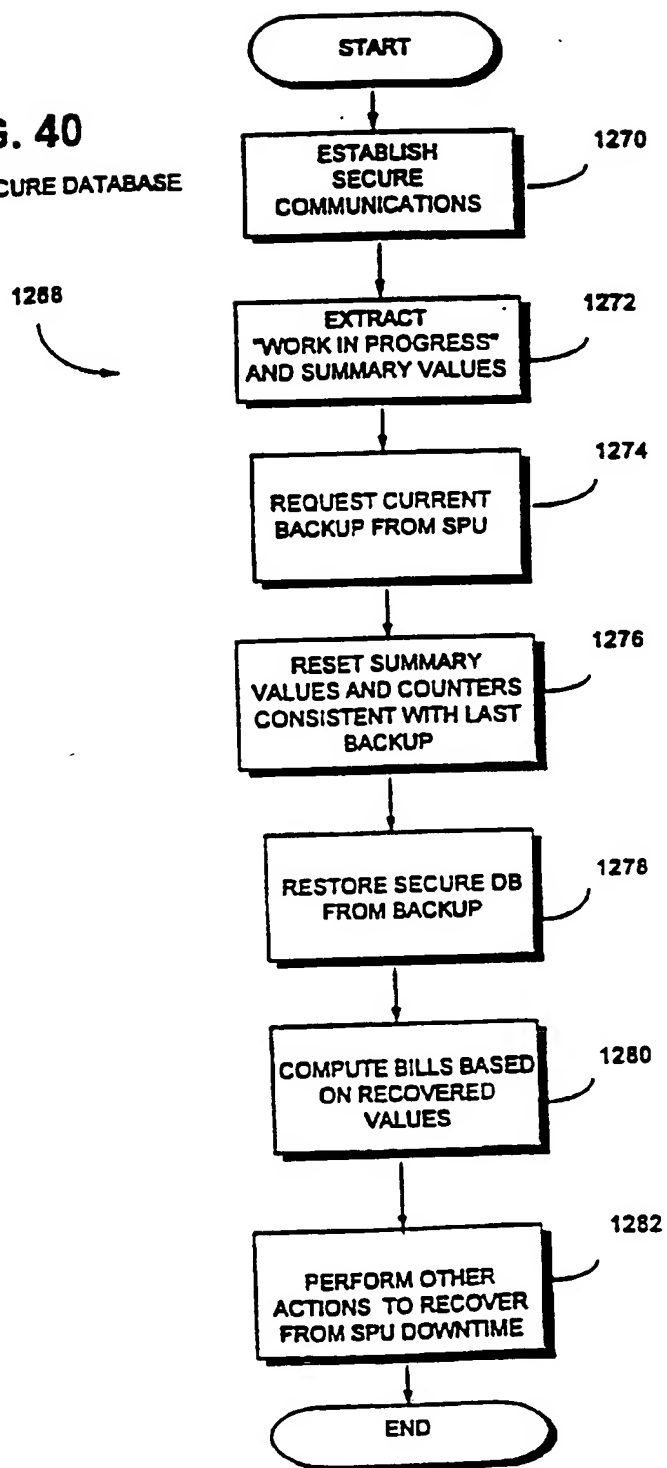 START
G. 40
CURE DATABASE
1268
ESTABLISH
SECURE
COMMUNICATIONS
1270
EXTRACT
"WORK IN PROGRESS"
AND SUMMARY VALUES
1272
REQUEST CURRENT
BACKUP FROM SPU
1274
RESET SUMMARY
VALUES AND COUNTERS
CONSISTENT WITH LAST
BACKUP
1276
RESTORE SECURE DB
FROM BACKUP
1278
COMPUTE BILLS BASED
ON RECOVERED
VALUES
1280
PERFORM OTHER
ACTIONS TO RECOVER
FROM SPU DOWNTIME
1282
END